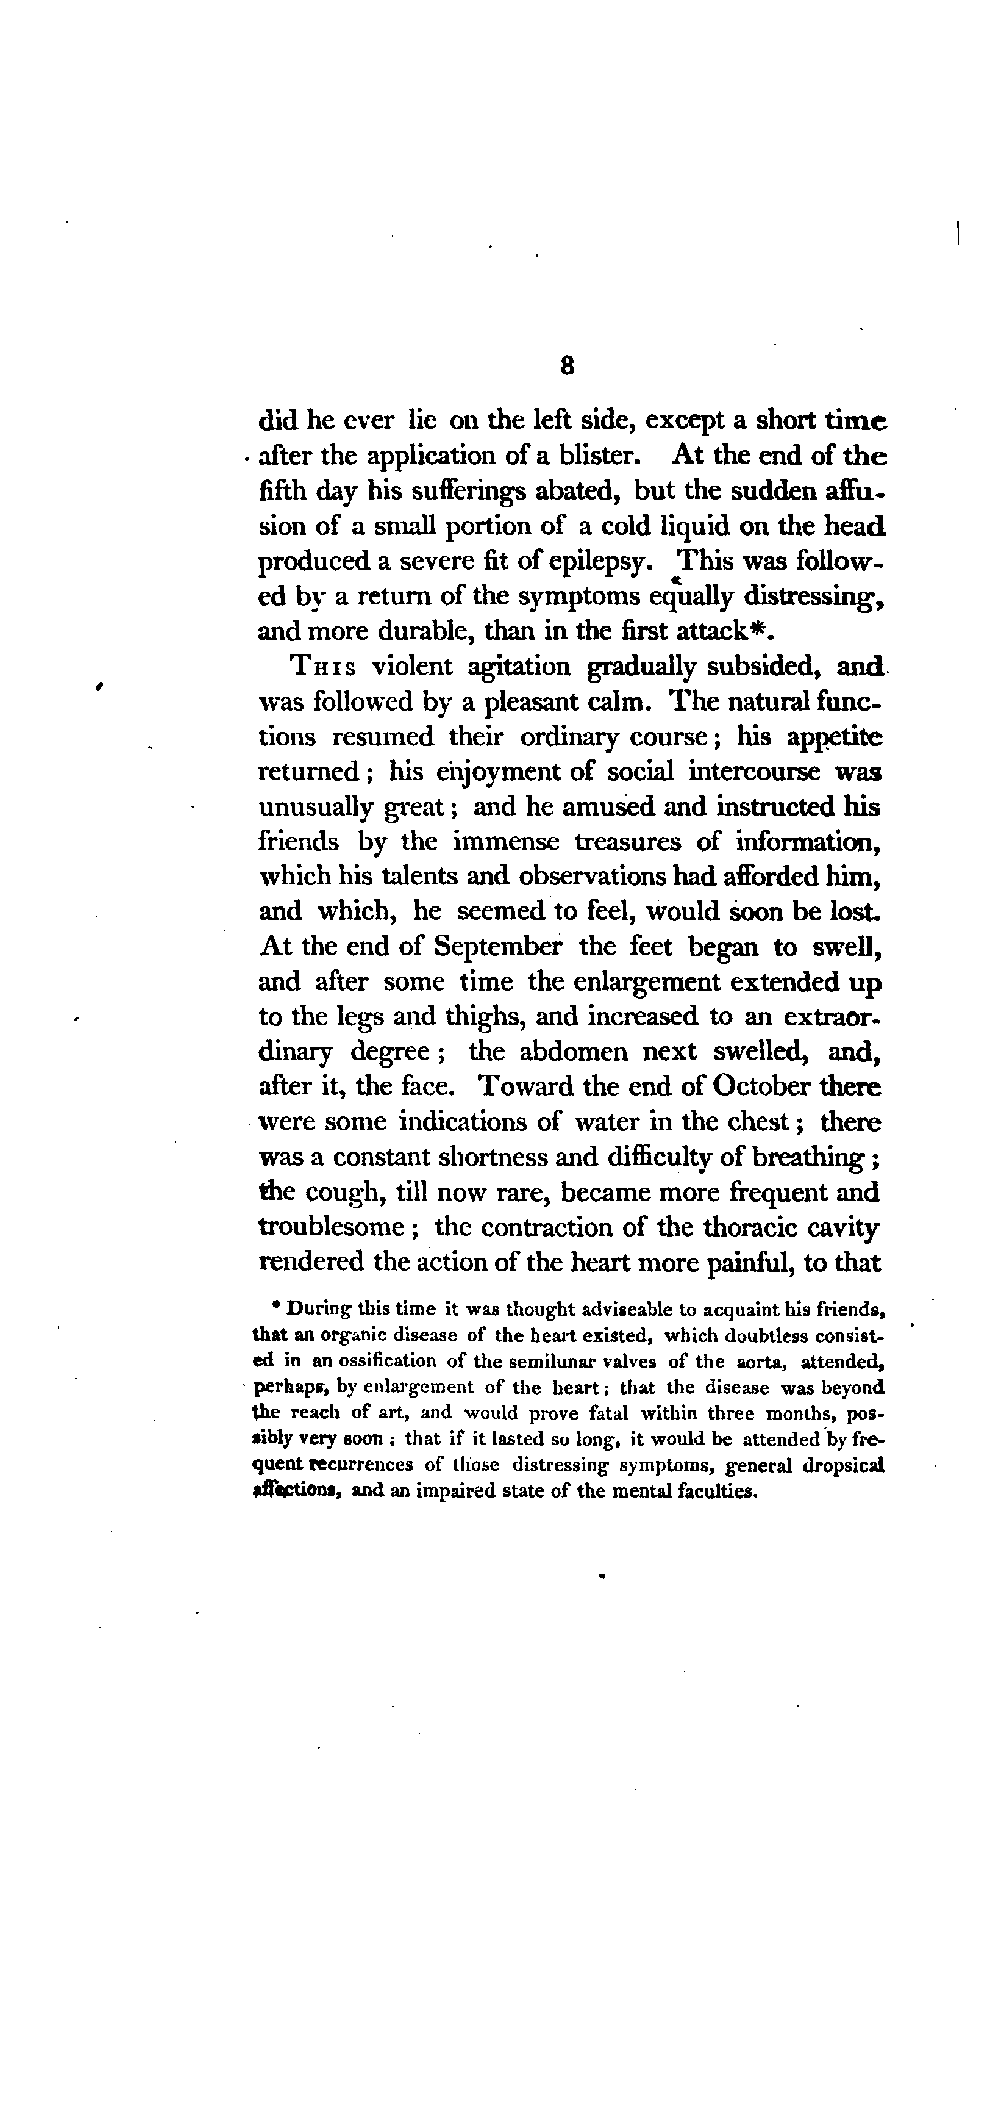 8
did he ever lie on the left side, except a short time
after the application of a blister. At the end of the
fifth day his sufferings abated, but the sudden affu-
sion of a small portion of a cold liquid on the head
produced a severe fit of epilepsy. This was follow-
ed by a return of the symptoms equally distressing,
and more durable, than in the first attack*.
THIS violent agitation gradually subsided, and
was followed by a pleasant calm. The natural func-
tions resumed their ordinary course; his appetite
returned; his enjoyment of social intercourse was
unusually great; and he amused and instructed his
friends by the immense treasures of information,
which his talents and observations had afforded him,
and which, he seemed to feel, would soon be lost.
At the end of September the feet began to swell,
and after some time the enlargement extended up
to the legs and thighs, and increased to an extraor-
dinary degree; the abdomen next swelled, and,
after it, the face. Toward the end of October there
were some indications of water in the chest; there
was a constant shortness and difficulty of breathing;
the cough, till now rare, became more frequent and
troublesome; the contraction of the thoracic cavity
rendered the action of the heart more painful, to that
* During this time it was thought adviseable to acquaint his friends,
that an organic disease of the heart existed, which doubtless consist-
ed in an ossification of the semilunar valves of the aorta, attended,
perhaps, by enlargement of the heart; that the disease was beyond
the reach of art, and would prove fatal within three months, pos-
sibly very soon; that if it lasted so long, it would be attended by fre-
quent recurrences of those distressing symptoms, general dropsical
affections, and an impaired state of the mental faculties.